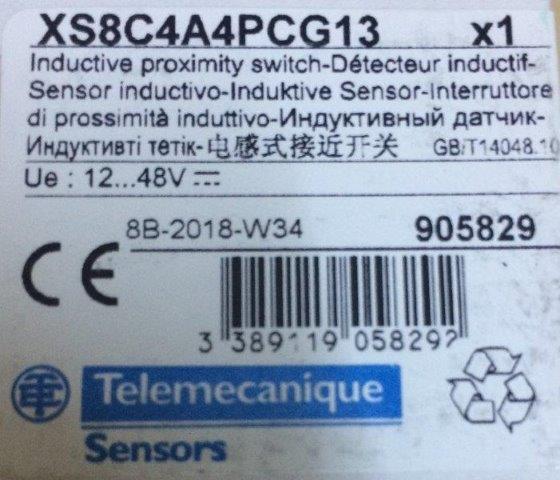 XS8C4A4PCG13 x1
Inductive proximity switch-Détecteur inductif-
Sensor inductivo-Induktive Sensor-Interruttore
di prossimità induttivo-Индуктивный датчик-
Индуктивті тетік-电感式接近开关 GB/T14048.10
Ue : 12...48V
8B-2018-W34 905829
CE
3 389119 058292
Telemecanique
Sensors